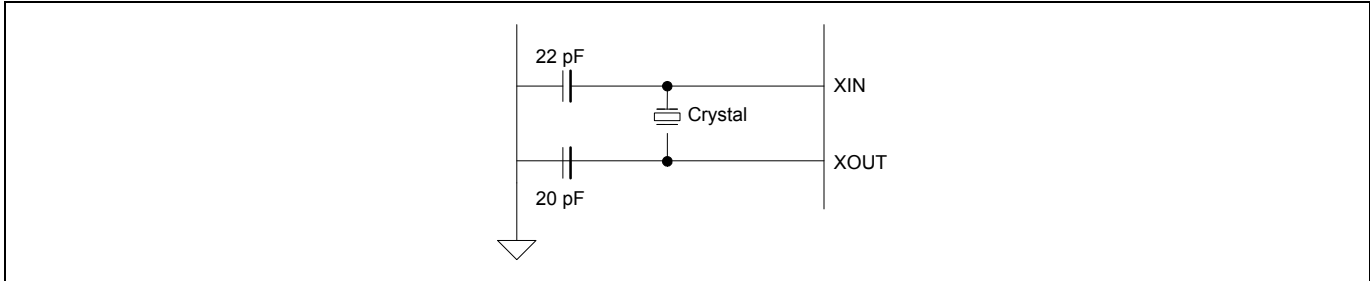 22 pF
XIN
Crystal
XOUT
20 pF